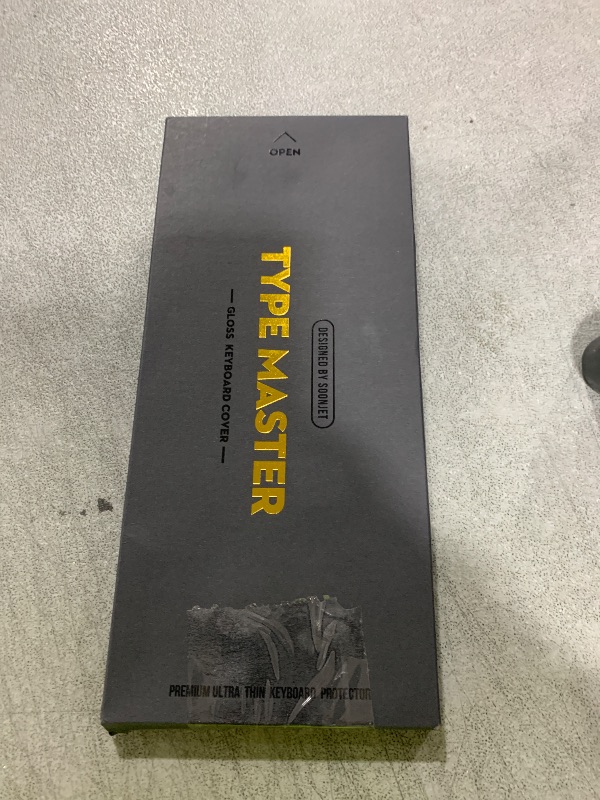 OPEN
DESIGNED BY SOONJET
TYPE MASTER
GLOSS KEYBOARD COVER
PREMIUM ULTRA THIN KEYBOARD PROTECTOR